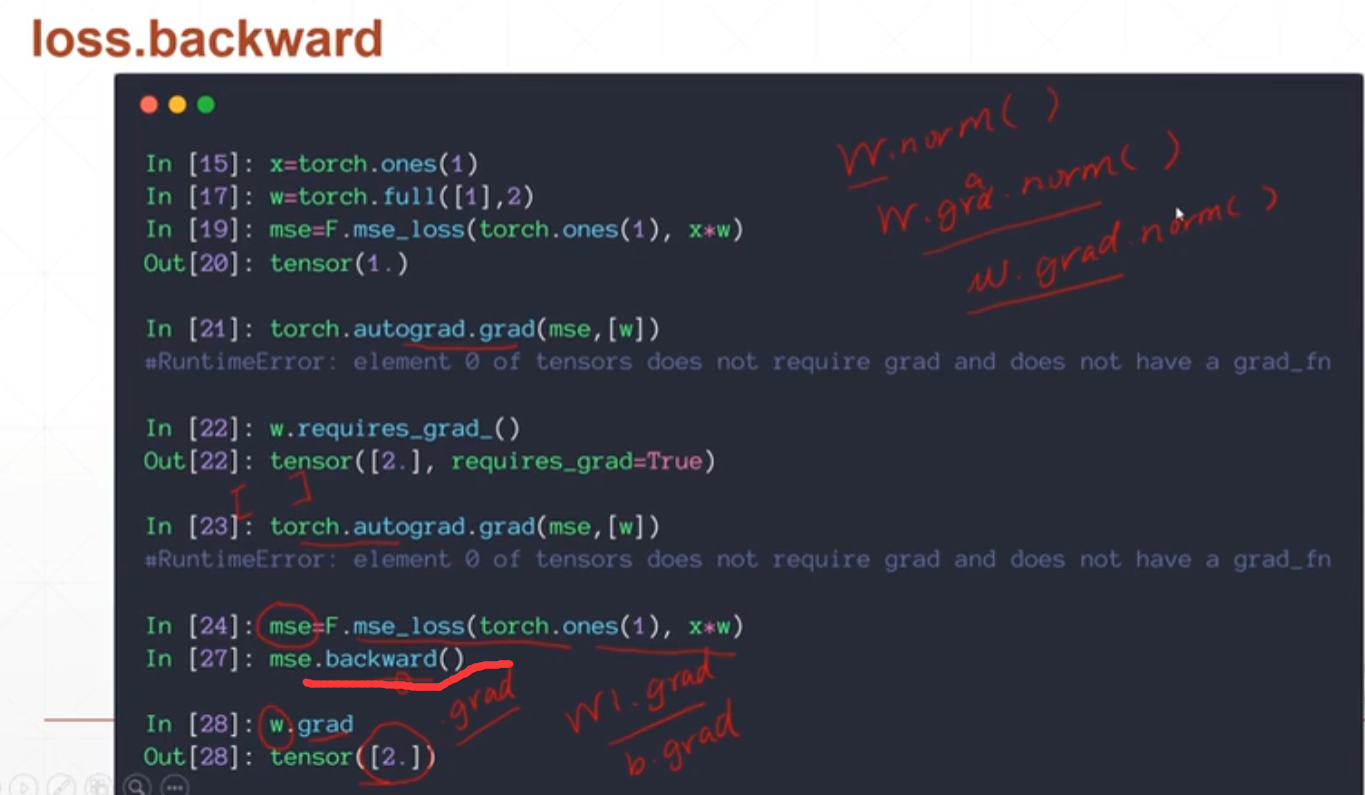 loss.backward
In [15]: x=torch.ones(1)
In [17]: w=torch.full([1],2)
In [19]: mse=F.mse_loss(torch.ones(1), x*w)
Out[20]: tensor(1.)
W.norm( )
W.grad.norm( )
a
w.grad.norm( )
In [21]: torch.autograd.grad(mse,[w])
#RuntimeError: element 0 of tensors does not require grad and does not have a grad_fn
In [22]: w.requires_grad_()
Out[22]: tensor([2.], requires_grad=True)
[ ]
In [23]: torch.autograd.grad(mse,[w])
#RuntimeError: element 0 of tensors does not require grad and does not have a grad_fn
In [24]: mse=F.mse_loss(torch.ones(1), x*w)
In [27]: mse.backward()
.grad
W1.grad
b.grad
In [28]: w.grad
Out[28]: tensor([2.])